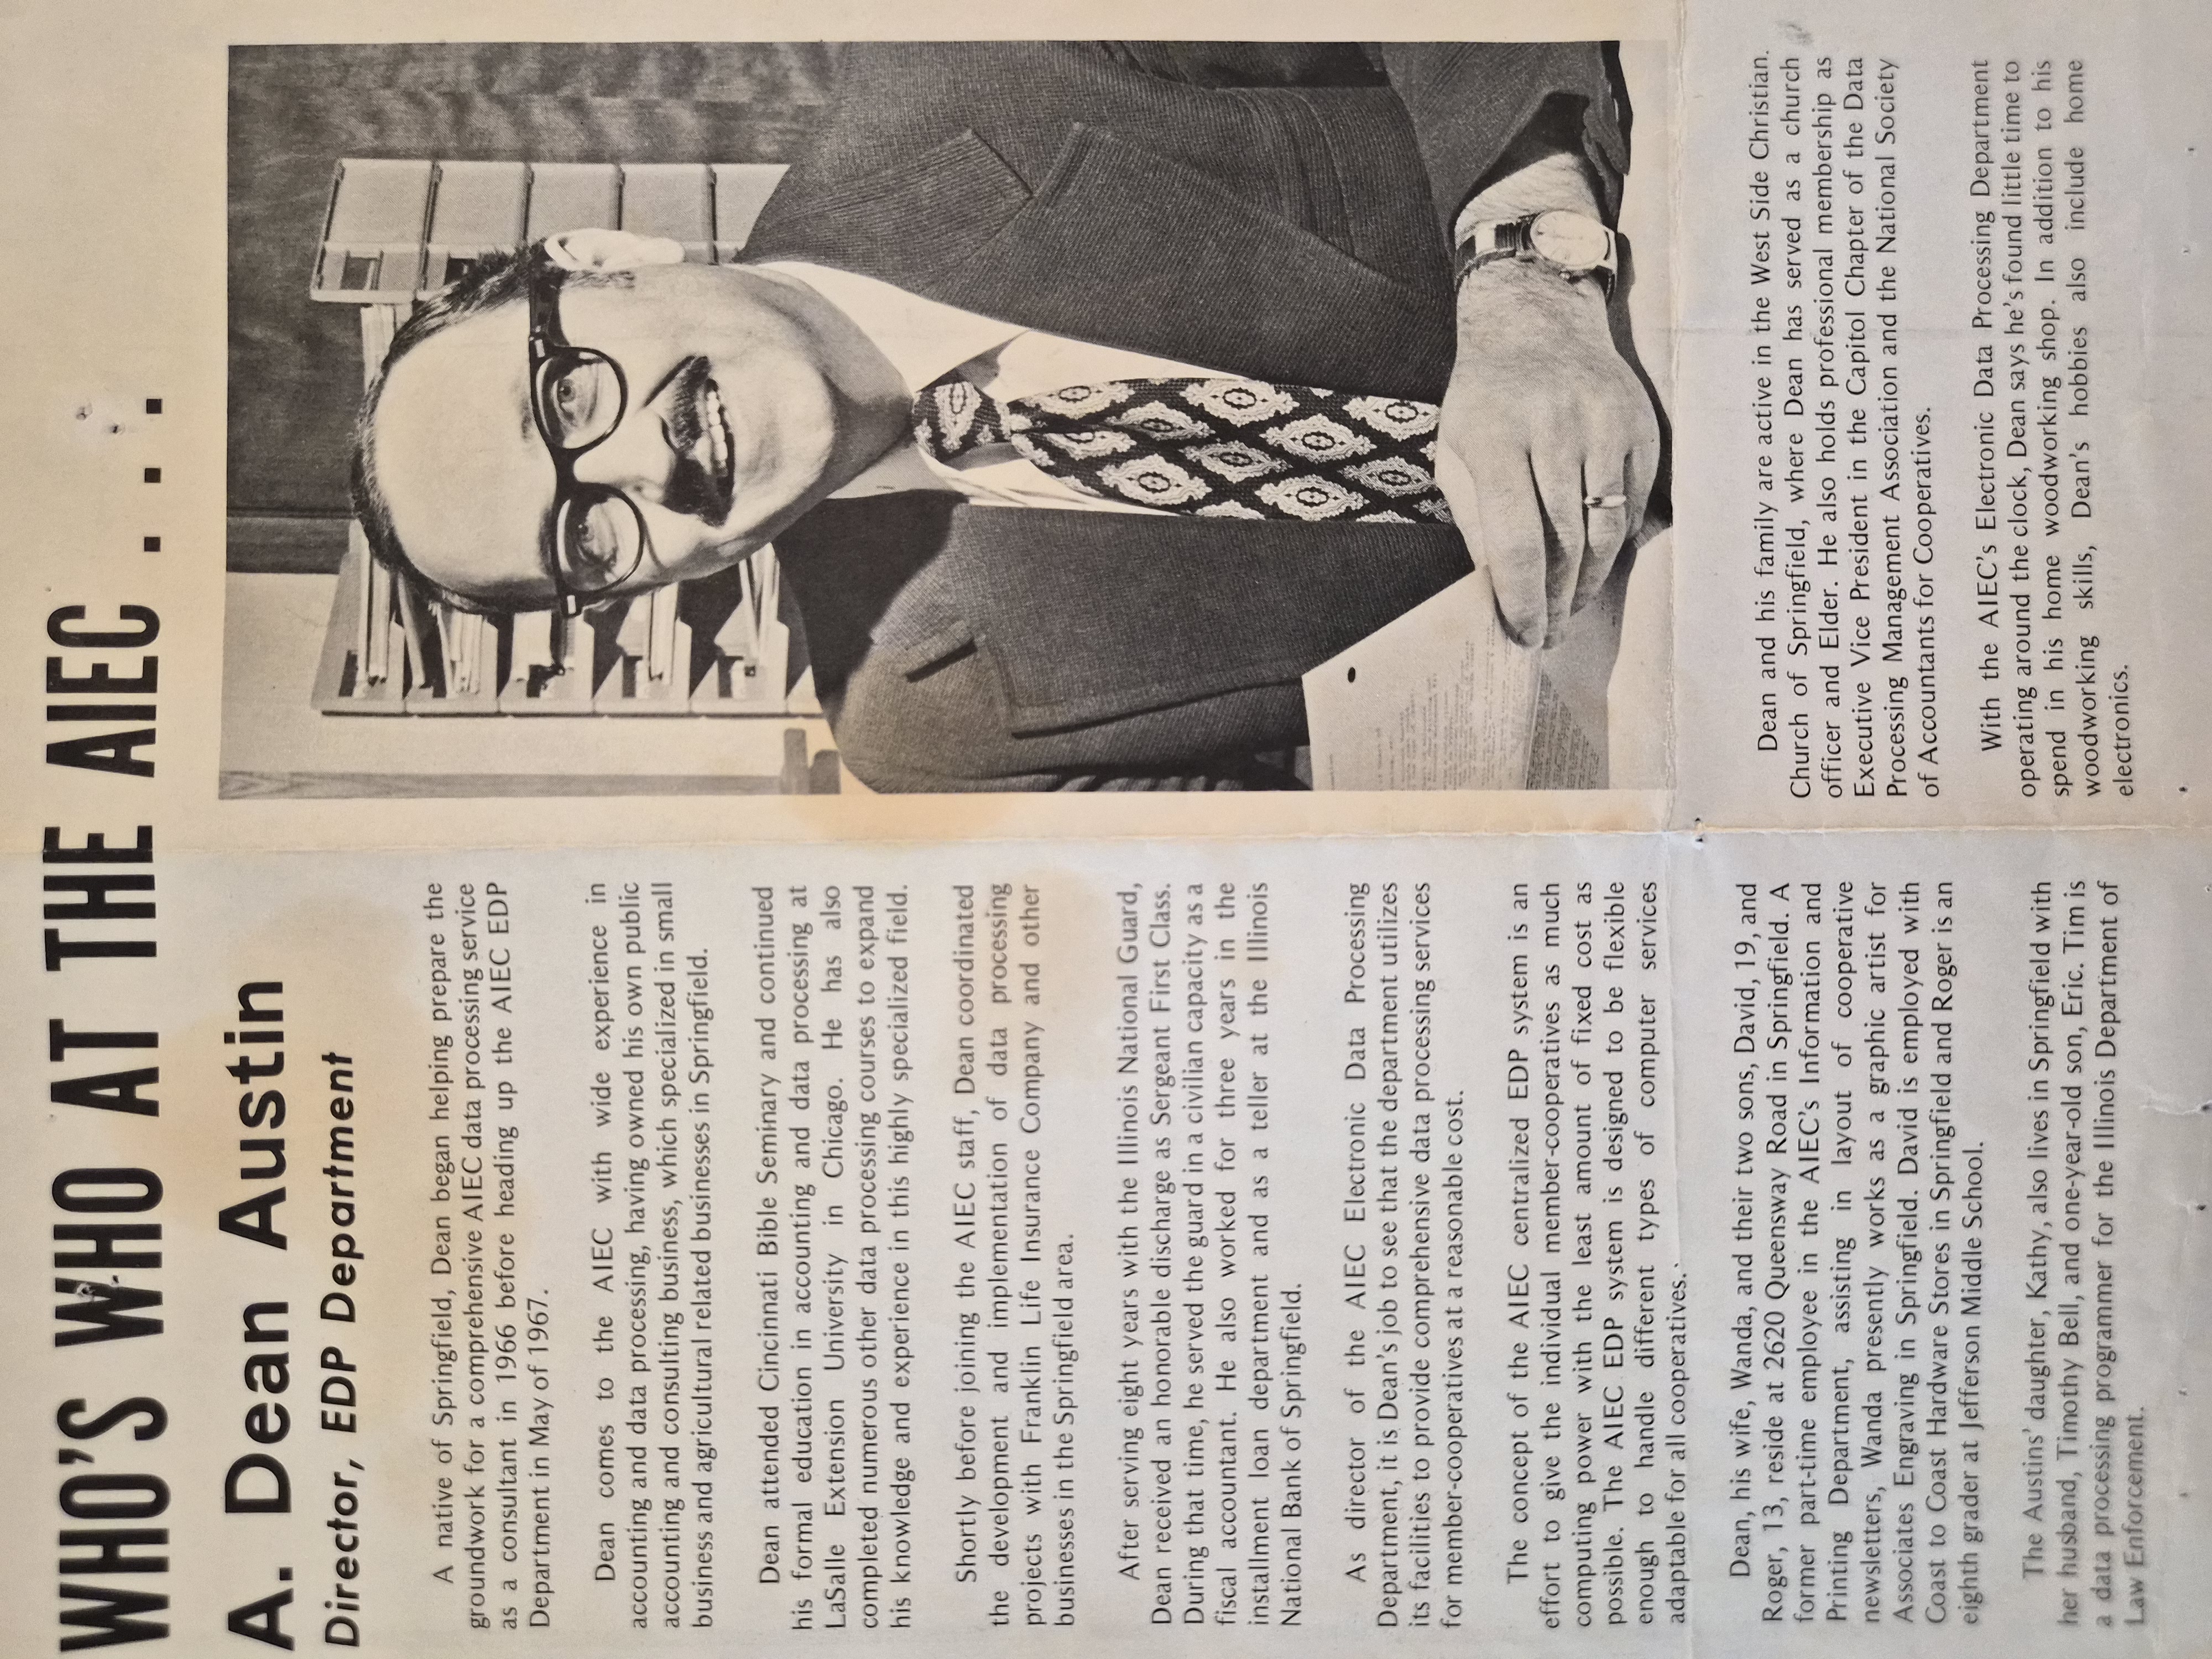 WHO'S WHO AT THE AIEC . . .
A. Dean Austin
Director, EDP Department
A native of Springfield, Dean began helping prepare the
groundwork for a comprehensive AIEC data processing service
as a consultant in 1966 before heading up the AIEC EDP
Department in May of 1967.
Dean comes to the AIEC with wide experience in
accounting and data processing, having owned his own public
accounting and consulting business, which specialized in small
business and agricultural related businesses in Springfield.
Dean attended Cincinnati Bible Seminary and continued
his formal education in accounting and data processing at
LaSalle Extension University in Chicago. He has also
completed numerous other data processing courses to expand
his knowledge and experience in this highly specialized field.
Shortly before joining the AIEC staff, Dean coordinated
the development and implementation of data processing
projects with Franklin Life Insurance Company and other
businesses in the Springfield area.
After serving eight years with the Illinois National Guard,
Dean received an honorable discharge as Sergeant First Class.
During that time, he served the guard in a civilian capacity as a
fiscal accountant. He also worked for three years in the
installment loan department and as a teller at the Illinois
National Bank of Springfield.
As director of the AIEC Electronic Data Processing
Department, it is Dean's job to see that the department utilizes
its facilities to provide comprehensive data processing services
for member-cooperatives at a reasonable cost.
The concept of the AIEC centralized EDP system is an
effort to give the individual member-cooperatives as much
computing power with the least amount of fixed cost as
possible. The AIEC EDP system is designed to be flexible
enough to handle different types of computer services
adaptable for all cooperatives.
Dean, his wife, Wanda, and their two sons, David, 19, and
Roger, 13, reside at 2620 Queensway Road in Springfield. A
former part-time employee in the AIEC's Information and
Printing Department, assisting in layout of cooperative
newsletters, Wanda presently works as a graphic artist for
Associates Engraving in Springfield. David is employed with
Coast to Coast Hardware Stores in Springfield and Roger is an
eighth grader at Jefferson Middle School.
The Austins' daughter, Kathy, also lives in Springfield with
her husband, Timothy Bell, and one-year-old son, Eric. Tim is
a data processing programmer for the Illinois Department of
Law Enforcement.
Dean and his family are active in the West Side Christian
Church of Springfield, where Dean has served as a church
officer and Elder. He also holds professional membership as
Executive Vice President in the Capitol Chapter of the Data
Processing Management Association and the National Society
of Accountants for Cooperatives.
With the AIEC's Electronic Data Processing Department
operating around the clock, Dean says he's found little time to
spend in his home woodworking shop. In addition to his
woodworking skills, Dean's hobbies also include home
electronics.